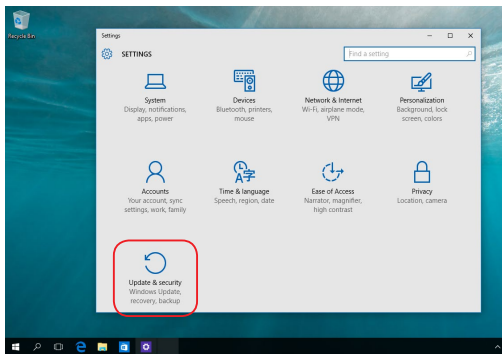 Recycle Bin
Settings
SETTINGS
Find a setting
System
Display, notifications,
apps, power
Devices
Bluetooth, printers,
mouse
Network & Internet
Wi-Fi, airplane mode,
VPN
Personalization
Background, lock
screen, colors
Accounts
Your account, sync
settings, work, family
Time & language
Speech, region, date
Ease of Access
Narrator, magnifier,
high contrast
Privacy
Location, camera
Update & security
Windows Update,
recovery, backup